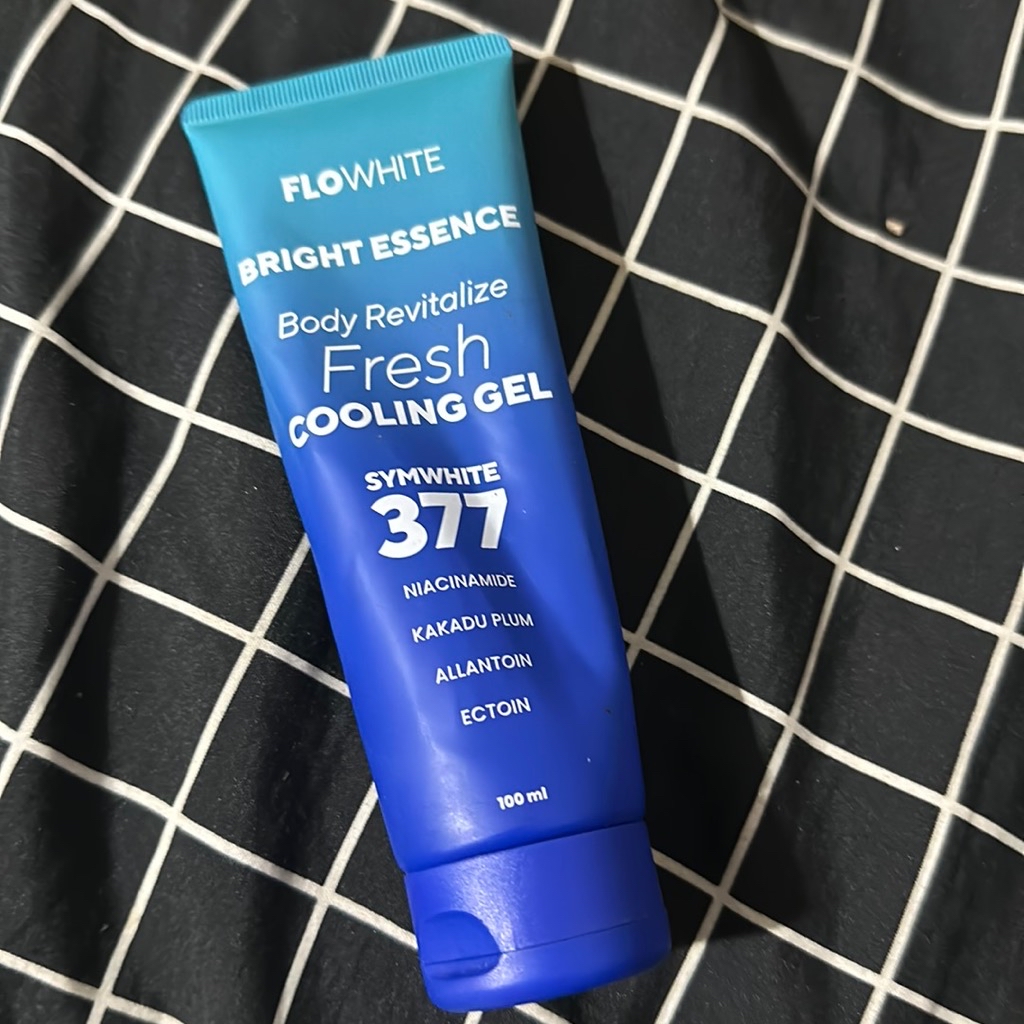 FLOWHITE
BRIGHT ESSENCE
Body Revitalize
Fresh
COOLING GEL
SYMWHITE
377
NIACINAMIDE
KAKADU PLUM
ALLANTOIN
ECTOIN
100 ml